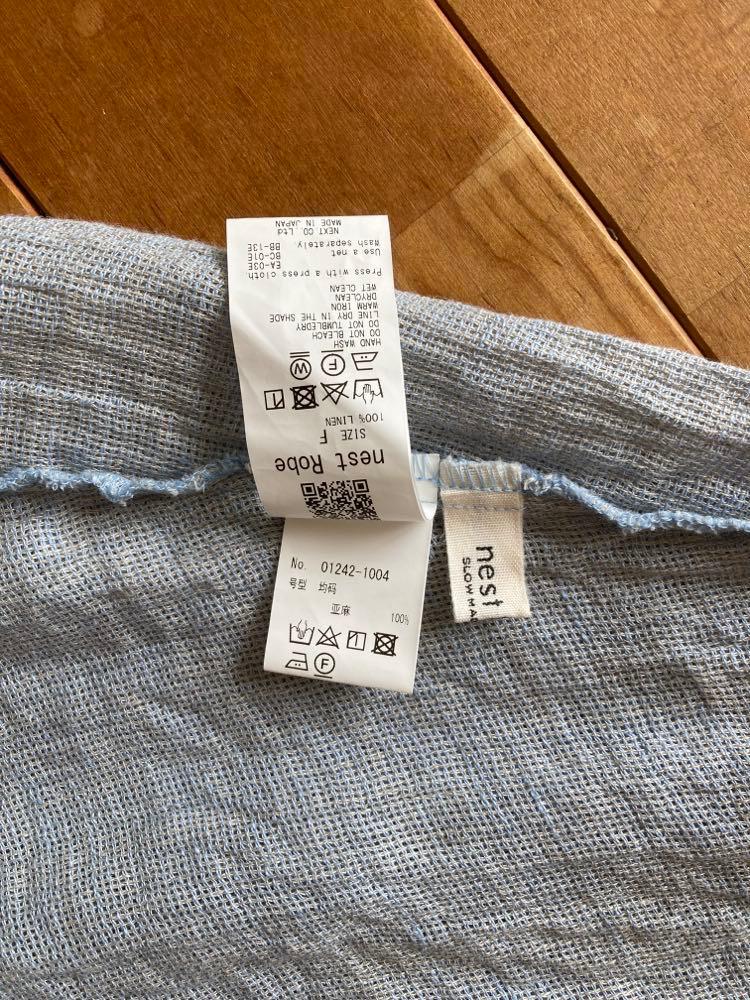 nest Robe
SIZE F
100% LINEN
HAND WASH
DO NOT BLEACH
DO NOT TUMBLEDRY
LINE DRY IN THE SHADE
WARM IRON
DRYCLEAN
WET CLEAN
Press with a press cloth
EA-03E
Use a net
BC-01E
Wash separately.
BB-13E
NEXT CO.,Ltd
MADE IN JAPAN
No. 01242-1004
号型 均码
亚麻 100%
nest
SLOW MA